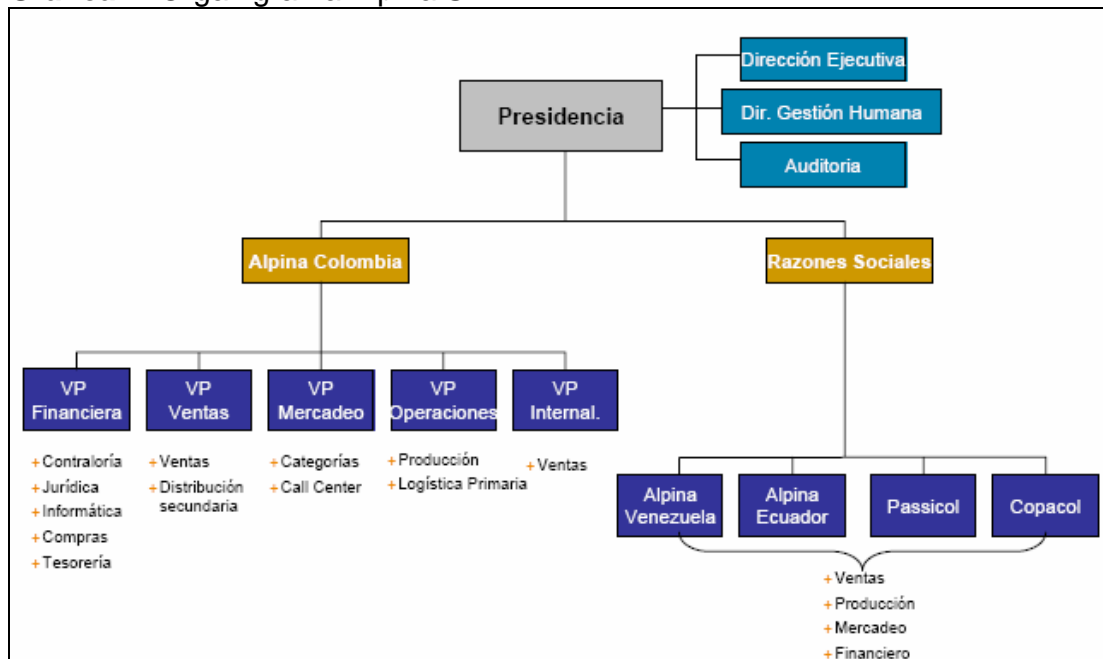 Dirección Ejecutiva
Presidencia
Dir. Gestión Humana
Auditoria
Alpina Colombia
Razones Sociales
VP
Financiera
VP
Ventas
VP
Mercadeo
VP
Operaciones
VP
Internal.
+Contraloría
+Jurídica
+Informática
+Compras
+Tesorería
+Ventas
+Distribución
secundaria
+Categorías
+Call Center
+Producción
+Logística Primaria
+Ventas
Alpina
Venezuela
Alpina
Ecuador
Passicol
Copacol
+Ventas
+Producción
+Mercadeo
+Financiero